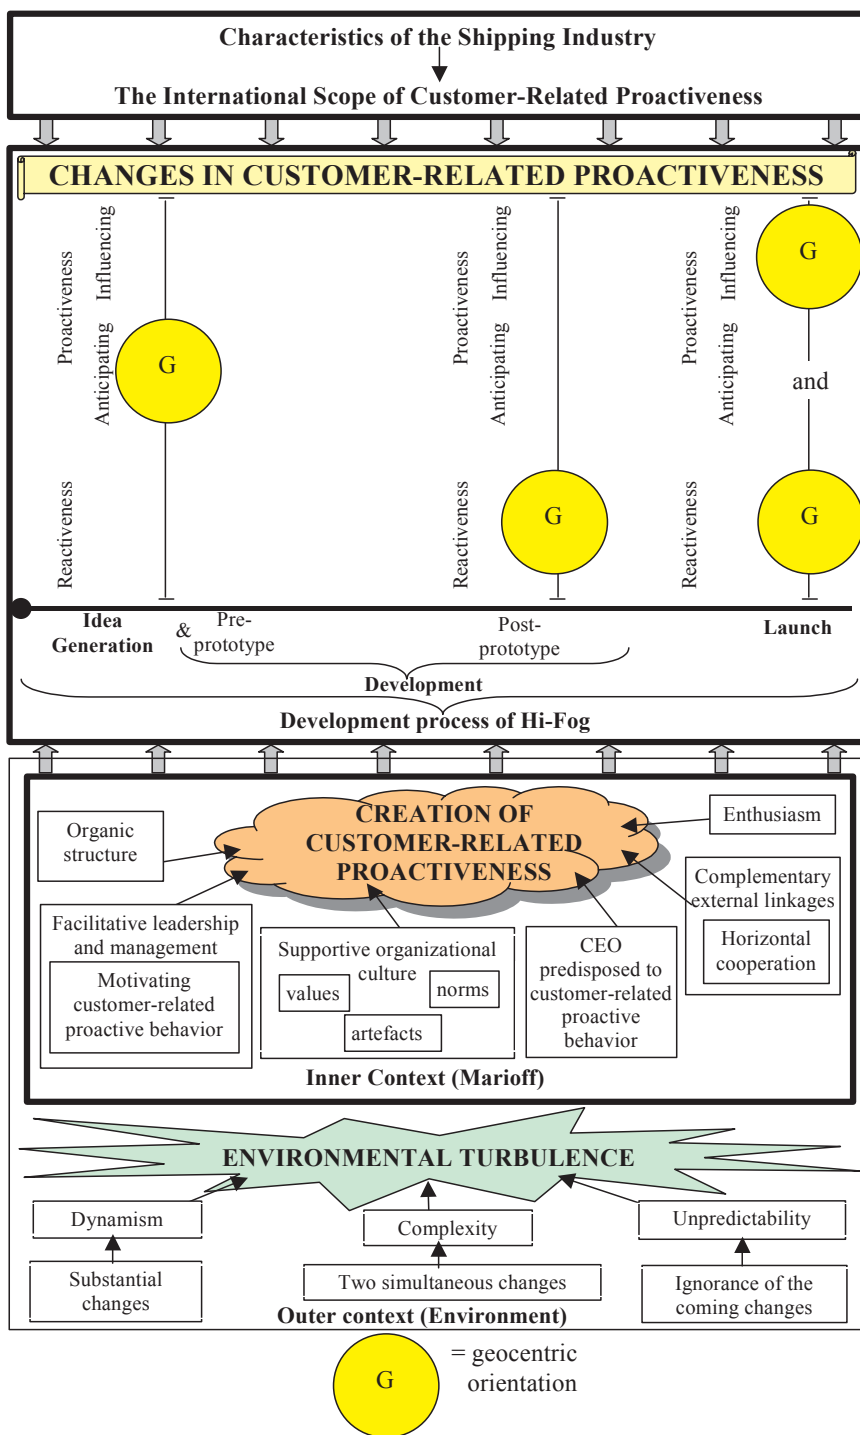 Characteristics of the Shipping Industry
The International Scope of Customer-Related Proactiveness
CHANGES IN CUSTOMER-RELATED PROACTIVENESS
Proactiveness
Influencing
Anticipating
Reactiveness
G
Proactiveness
Influencing
Anticipating
Reactiveness
G
Proactiveness
Influencing
Anticipating
Reactiveness
G
and
G
Idea
Generation
&
Pre-
prototype
Post-
prototype
Launch
Development
Development process of Hi-Fog
CREATION OF
CUSTOMER-RELATED
PROACTIVENESS
Organic
structure
Enthusiasm
Facilitative leadership
and management
Motivating
customer-related
proactive behavior
Supportive organizational
culture
values
norms
artefacts
CEO
predisposed to
customer-related
proactive
behavior
Complementary
external linkages
Horizontal
cooperation
Inner Context (Marioff)
ENVIRONMENTAL TURBULENCE
Dynamism
Complexity
Unpredictability
Substantial
changes
Two simultaneous changes
Ignorance of the
coming changes
Outer context (Environment)
G
= geocentric
orientation